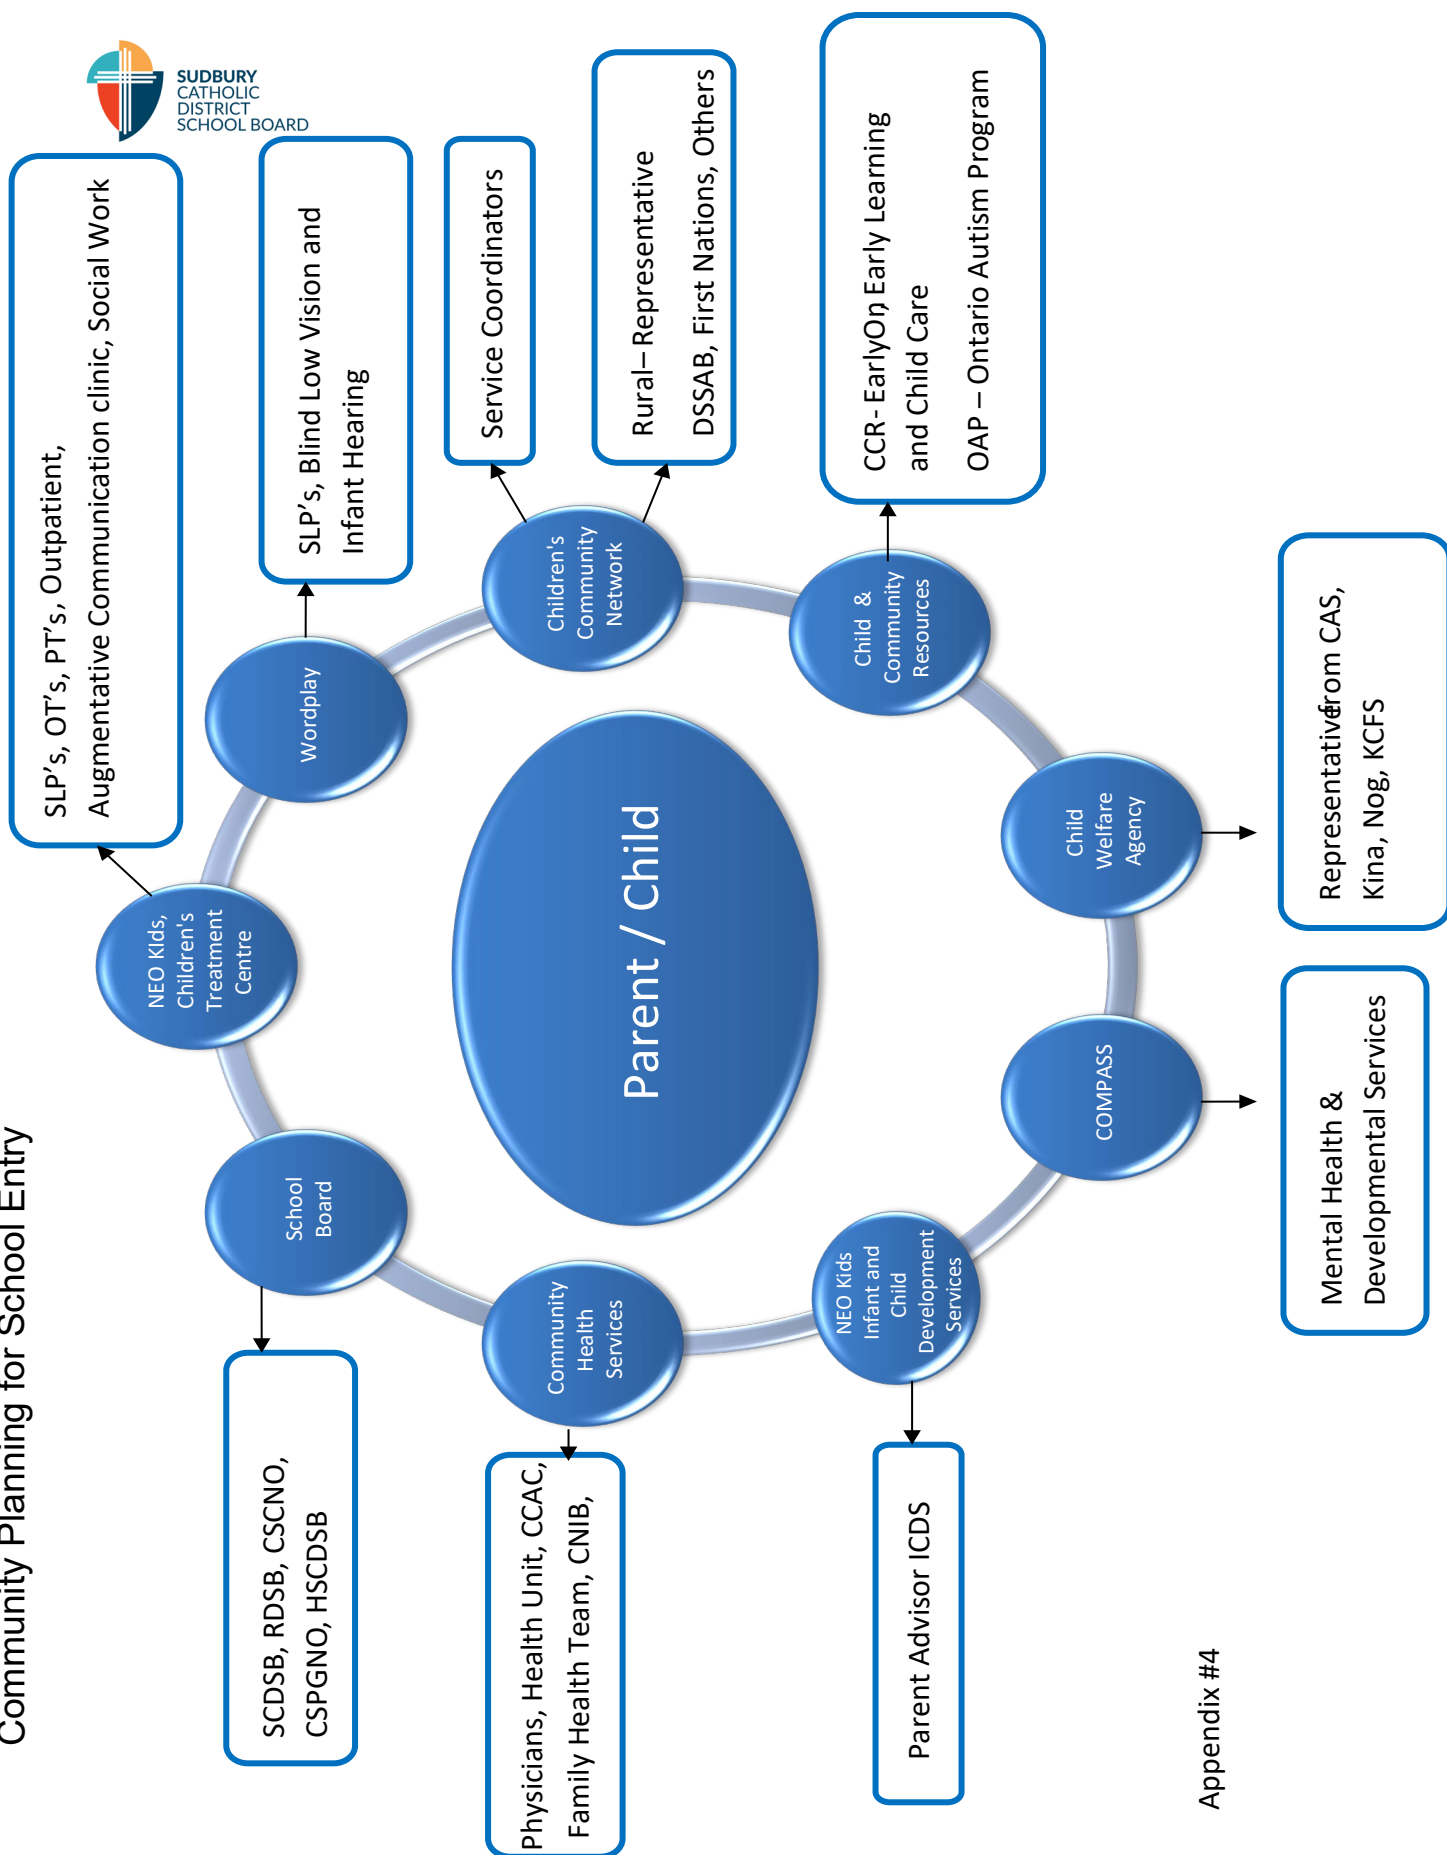 Community Planning for School Entry
SUDBURY
CATHOLIC
DISTRICT
SCHOOL BOARD
SLP's, OT's, PT's, Outpatient,
Augmentative Communication clinic, Social Work
NEO KIds,
Children's
Treatment
Centre
SLP's, Blind Low Vision and
Infant Hearing
Wordplay
Service Coordinators
Rural– Representative
DSSAB, First Nations, Others
Children's
Community
Network
CCR- EarlyOn, Early Learning
and Child Care
OAP – Ontario Autism Program
Child &
Community
Resources
Representative from CAS,
Kina, Nog, KCFS
Child
Welfare
Agency
Mental Health &
Developmental Services
COMPASS
Parent Advisor ICDS
NEO Kids
Infant and
Child
Development
Services
Physicians, Health Unit, CCAC,
Family Health Team, CNIB,
Community
Health
Services
SCDSB, RDSB, CSCNO,
CSPGNO, HSCDSB
School
Board
Parent / Child
Appendix #4